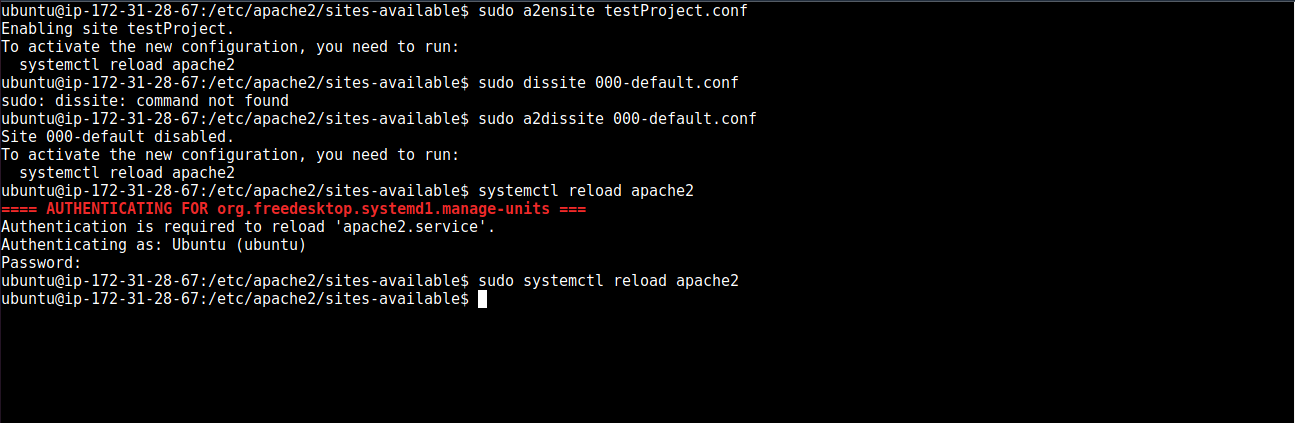 ubuntu@ip-172-31-28-67:/etc/apache2/sites-available$ sudo a2ensite testProject.conf
Enabling site testProject.
To activate the new configuration, you need to run:
  systemctl reload apache2
ubuntu@ip-172-31-28-67:/etc/apache2/sites-available$ sudo dissite 000-default.conf
sudo: dissite: command not found
ubuntu@ip-172-31-28-67:/etc/apache2/sites-available$ sudo a2dissite 000-default.conf
Site 000-default disabled.
To activate the new configuration, you need to run:
  systemctl reload apache2
ubuntu@ip-172-31-28-67:/etc/apache2/sites-available$ systemctl reload apache2
==== AUTHENTICATING FOR org.freedesktop.systemd1.manage-units ===
Authentication is required to reload 'apache2.service'.
Authenticating as: Ubuntu (ubuntu)
Password:
ubuntu@ip-172-31-28-67:/etc/apache2/sites-available$ sudo systemctl reload apache2
ubuntu@ip-172-31-28-67:/etc/apache2/sites-available$